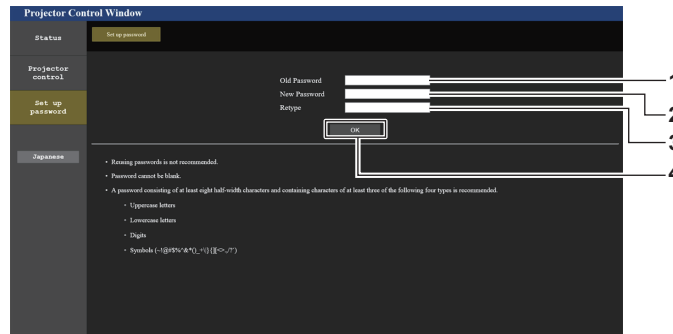 Projector Control Window
Status
Set up password
Projector
control
Set up
password
Japanese
Old Password
New Password
Retype
OK
1
2
3
4
• Reusing passwords is not recommended.
• Password cannot be blank.
• A password consisting of at least eight half-width characters and containing characters of at least three of the following four types is recommended.
• Uppercase letters
• Lowercase letters
• Digits
• Symbols